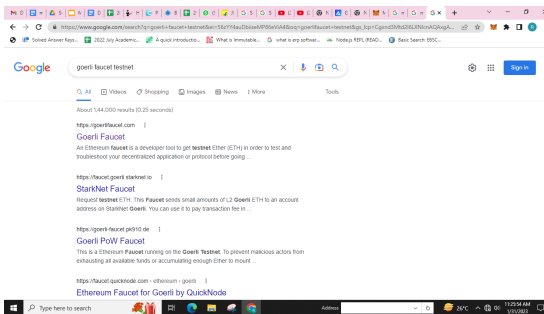 https://www.google.com/search?q=goerli+faucet+testnet
Solved Answer Keys...
2022 July Academic...
A quick introductio...
What is Immutable...
What is erp softwar...
Node.js REPL (READ...
Basic Search: EBSC...
Google
goerli faucet testnet
Sign in
All
Videos
Shopping
Images
News
More
Tools
About 1,44,000 results (0.25 seconds)
https://goerlifaucet.com
Goerli Faucet
An Ethereum faucet is a developer tool to get testnet Ether (ETH) in order to test and
troubleshoot your decentralized application or protocol before going ...
https://faucet.goerli.starknet.io
StarkNet Faucet
Request testnet ETH. This Faucet sends small amounts of L2 Goerli ETH to an account
address on StarkNet Goerli. You can use it to pay transaction fee in ...
https://goerli-faucet.pk910.de
Goerli PoW Faucet
This is a Ethereum Faucet running on the Goerli Testnet. To prevent malicious actors from
exhausting all available funds or accumulating enough Ether to mount ...
https://faucet.quicknode.com › ethereum › goerli
Ethereum Faucet for Goerli by QuickNode
Type here to search
Address
26°C
11:25:54 AM
1/31/2023